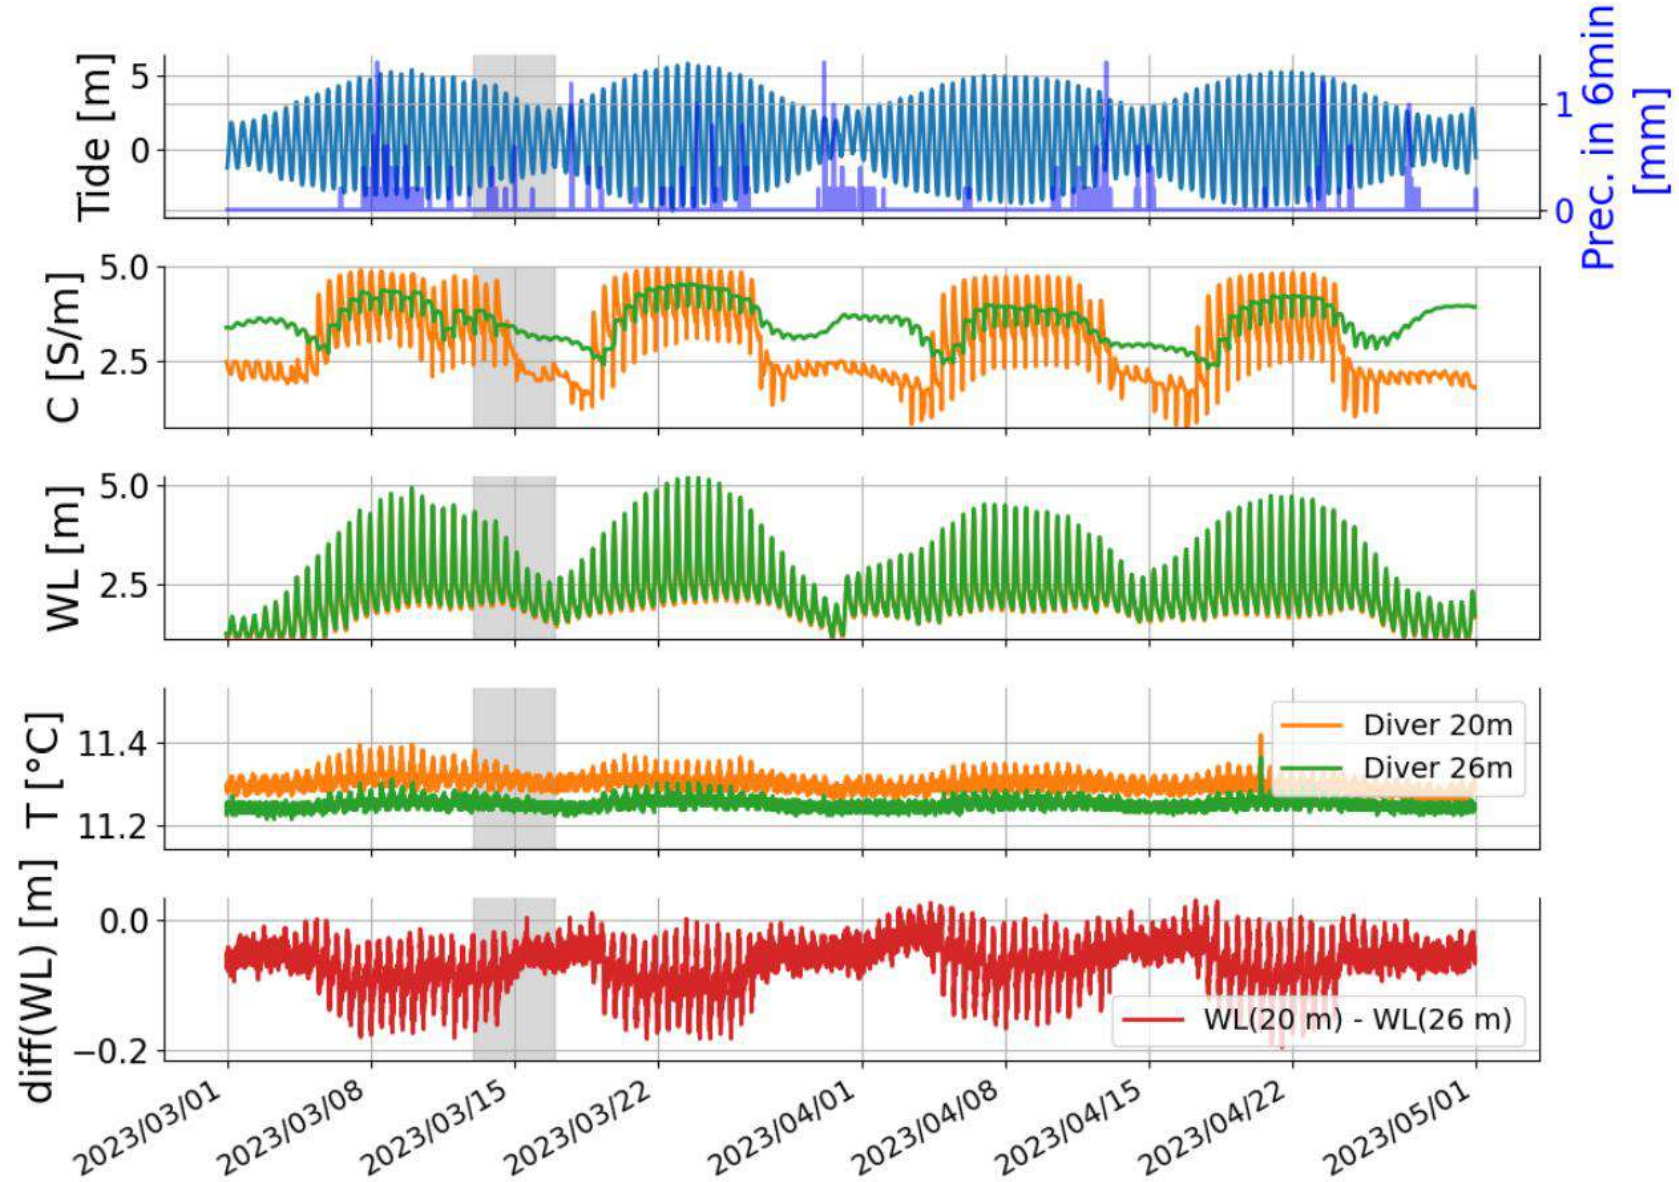 Tide [m]
5
0
1
0
Prec. in 6min
[mm]
C [S/m]
5.0
2.5
WL [m]
5.0
2.5
T [°C]
11.4
11.2
Diver 20m
Diver 26m
diff(WL) [m]
0.0
−0.2
WL(20 m) - WL(26 m)
2023/03/01
2023/03/08
2023/03/15
2023/03/22
2023/04/01
2023/04/08
2023/04/15
2023/04/22
2023/05/01